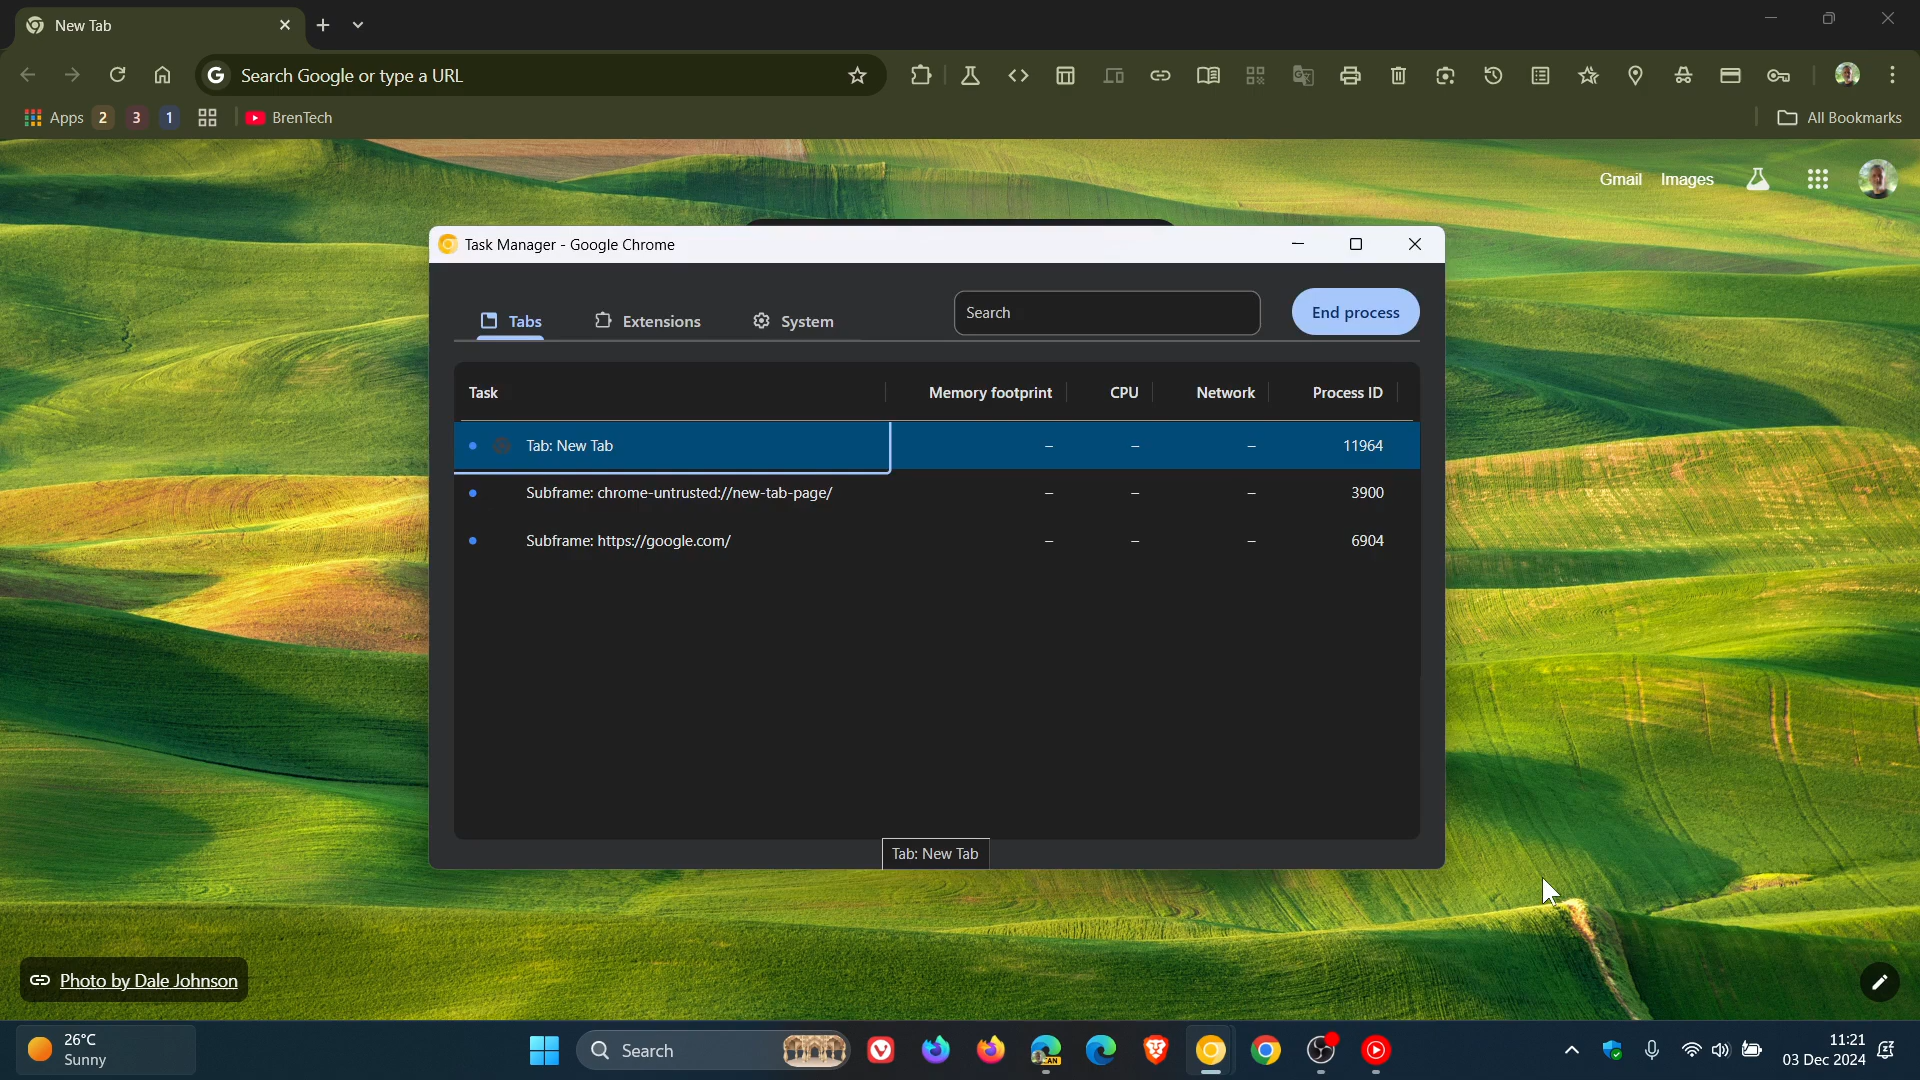 New Tab
Search Google or type a URL
Apps 2 3 1 BrenTech All Bookmarks
Gmail Images
Task Manager - Google Chrome
Tabs Extensions System Search End process
Task Memory footprint CPU Network Process ID
Tab: New Tab – – – 11964
Subframe: chrome-untrusted://new-tab-page/ – – – 3900
Subframe: https://google.com/ – – – 6904
Tab: New Tab
Photo by Dale Johnson
26°C
Sunny
Search
CAN
11:21
03 Dec 2024